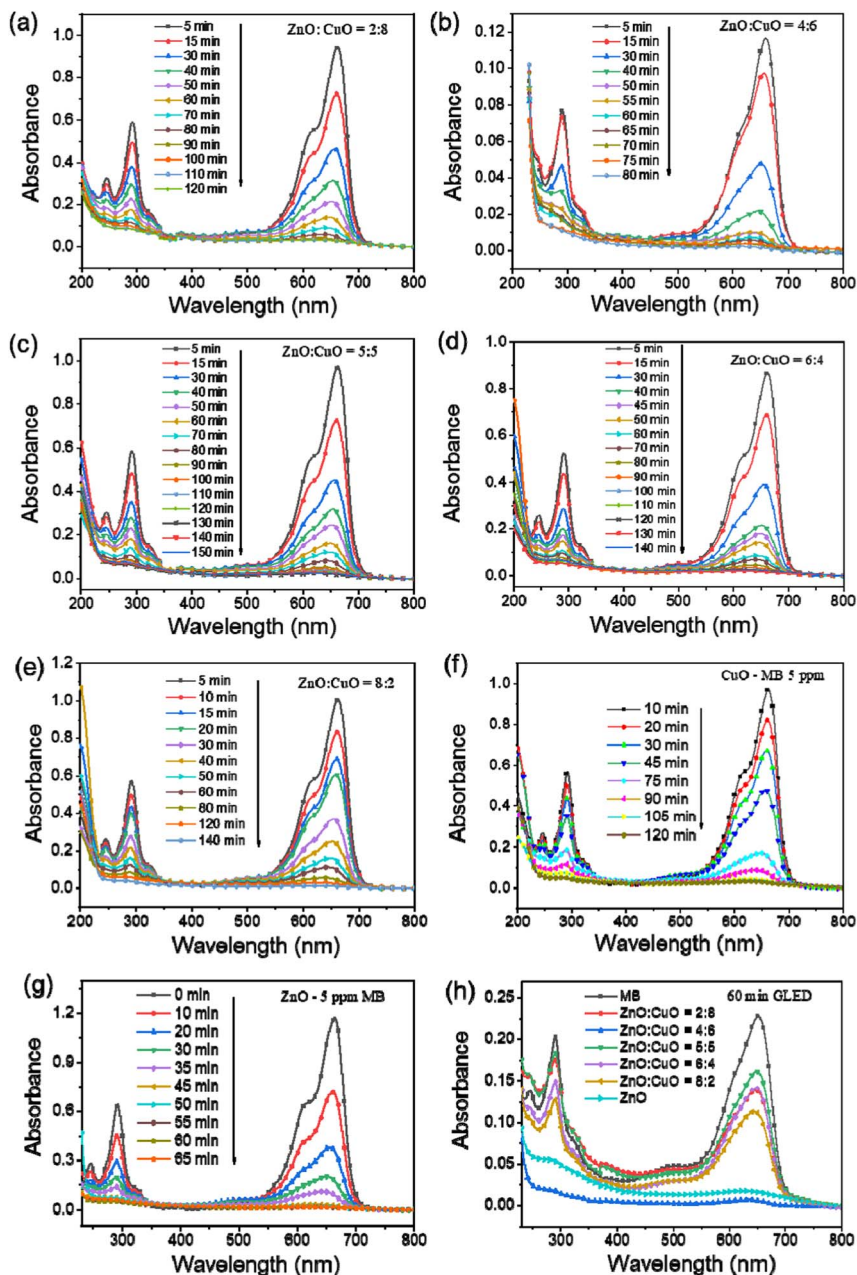 (a)
ZnO: CuO = 2:8
5 min
15 min
30 min
40 min
50 min
60 min
70 min
80 min
90 min
100 min
110 min
120 min
Absorbance
1.0
0.8
0.6
0.4
0.2
0.0
200 300 400 500 600 700 800
Wavelength (nm)
(b)
ZnO:CuO = 4:6
5 min
15 min
30 min
40 min
50 min
55 min
60 min
65 min
70 min
75 min
80 min
Absorbance
0.12
0.10
0.08
0.06
0.04
0.02
0.00
300 400 500 600 700 800
Wavelength (nm)
(c)
ZnO:CuO = 5:5
5 min
15 min
30 min
40 min
50 min
60 min
70 min
80 min
90 min
100 min
110 min
120 min
130 min
140 min
150 min
Absorbance
1.0
0.8
0.6
0.4
0.2
0.0
200 300 400 500 600 700 800
Wavelength (nm)
(d)
ZnO:CuO = 6:4
5 min
15 min
30 min
40 min
45 min
50 min
60 min
70 min
80 min
90 min
100 min
110 min
120 min
130 min
140 min
Absorbance
1.0
0.8
0.6
0.4
0.2
0.0
200 300 400 500 600 700 800
Wavelength (nm)
(e)
ZnO:CuO = 8:2
5 min
10 min
15 min
20 min
30 min
40 min
50 min
60 min
80 min
120 min
140 min
Absorbance
1.2
1.0
0.8
0.6
0.4
0.2
0.0
200 300 400 500 600 700 800
Wavelength (nm)
(f)
CuO - MB 5 ppm
10 min
20 min
30 min
45 min
75 min
90 min
105 min
120 min
Absorbance
1.0
0.8
0.6
0.4
0.2
0.0
200 300 400 500 600 700 800
Wavelength (nm)
(g)
ZnO - 5 ppm MB
0 min
10 min
20 min
30 min
35 min
45 min
50 min
55 min
60 min
65 min
Absorbance
1.2
0.9
0.6
0.3
0.0
300 400 500 600 700 800
Wavelength (nm)
(h)
60 min GLED
MB
ZnO:CuO = 2:8
ZnO:CuO = 4:6
ZnO:CuO = 5:5
ZnO:CuO = 6:4
ZnO:CuO = 8:2
ZnO
Absorbance
0.25
0.20
0.15
0.10
0.05
0.00
300 400 500 600 700 800
Wavelength (nm)